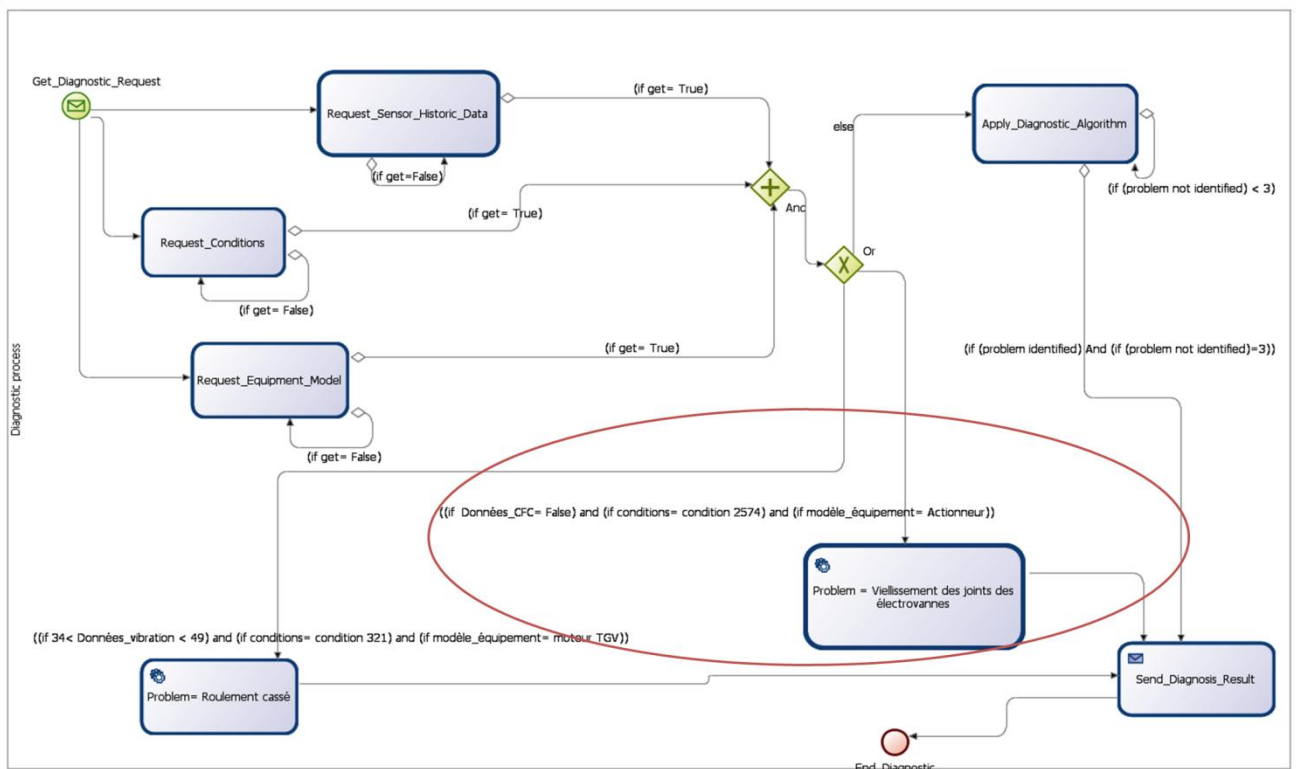 Get_Diagnostic_Request
Request_Sensor_Historic_Data
(if get= True)
(if get=False)
Apply_Diagnostic_Algorithm
else
(if (problem not identified) < 3)
And
(if get= True)
Request_Conditions
Or
(if get= False)
Diagnostic process
(if get= True)
(if (problem identified) And (if (problem not identified)=3))
Request_Equipment_Model
(if get= False)
((if Données_CFC= False) and (if conditions= condition 2574) and (if modèle_équipement= Actionneur))
Problem = Viellissement des joints des
électrovannes
((if 34< Données_vibration < 49) and (if conditions= condition 321) and (if modèle_équipement= moteur TGV))
Problem= Roulement cassé
Send_Diagnosis_Result
End_Diagnostic